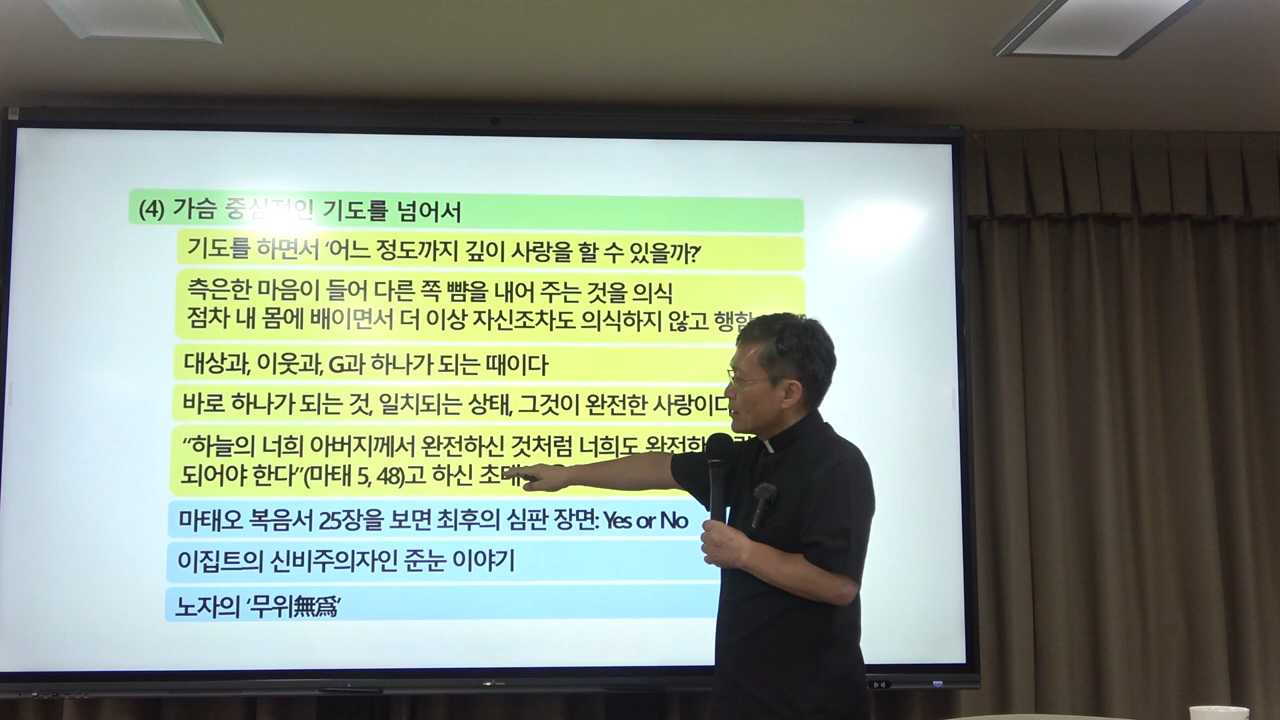 (4) 가슴 중심적인 기도를 넘어서
기도를 하면서 ‘어느 정도까지 깊이 사랑을 할 수 있을까?’
측은한 마음이 들어 다른 쪽 뺨을 내어 주는 것을 의식
점차 내 몸에 배이면서 더 이상 자신조차도 의식하지 않고 행함
대상과, 이웃과, G과 하나가 되는 때이다
바로 하나가 되는 것, 일치되는 상태, 그것이 완전한 사랑이다
“하늘의 너희 아버지께서 완전하신 것처럼 너희도 완전한
되어야 한다”(마태 5, 48)고 하신
마태오 복음서 25장을 보면 최후의 심판 장면: Yes or No
이집트의 신비주의자인 준눈 이야기
노자의 ‘무위無爲’